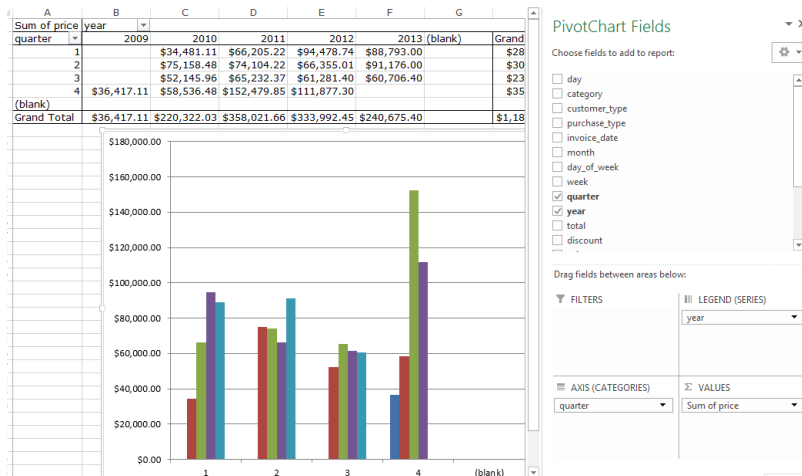 A B C D E F G
Sum of price year
quarter 2009 2010 2011 2012 2013 (blank) Grand
1 $34,481.11 $66,205.22 $94,478.74 $88,793.00 $28
2 $75,158.48 $74,104.22 $66,355.01 $91,176.00 $30
3 $52,145.96 $65,232.37 $61,281.40 $60,706.40 $23
4 $36,417.11 $58,536.48 $152,479.85 $111,877.30 $35
(blank)
Grand Total $36,417.11 $220,322.03 $358,021.66 $333,992.45 $240,675.40 $1,18
$180,000.00
$160,000.00
$140,000.00
$120,000.00
$100,000.00
$80,000.00
$60,000.00
$40,000.00
$20,000.00
$0.00
1 2 3 4 (blank)
PivotChart Fields
Choose fields to add to report:
day
category
customer_type
purchase_type
invoice_date
month
day_of_week
week
quarter
year
total
discount
Drag fields between areas below:
FILTERS
LEGEND (SERIES)
year
AXIS (CATEGORIES)
quarter
Σ VALUES
Sum of price